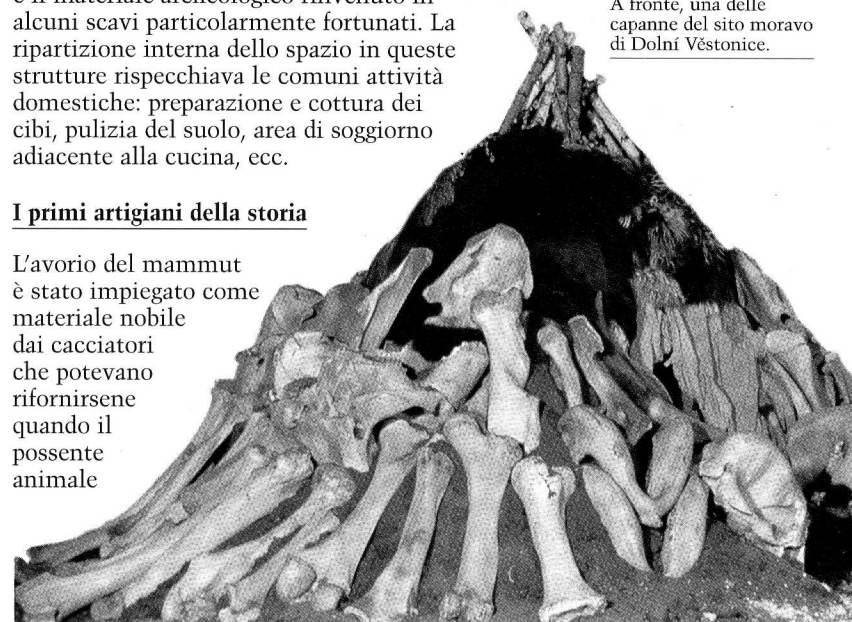 alcuni scavi particolarmente fortunati. La
ripartizione interna dello spazio in queste
strutture rispecchiava le comuni attività
domestiche: preparazione e cottura dei
cibi, pulizia del suolo, area di soggiorno
adiacente alla cucina, ecc.
I primi artigiani della storia
L'avorio del mammut
è stato impiegato come
materiale nobile
dai cacciatori
che potevano
rifornirsene
quando il
possente
animale
A fronte, una delle
capanne del sito moravo
di Dolní Věstonice.